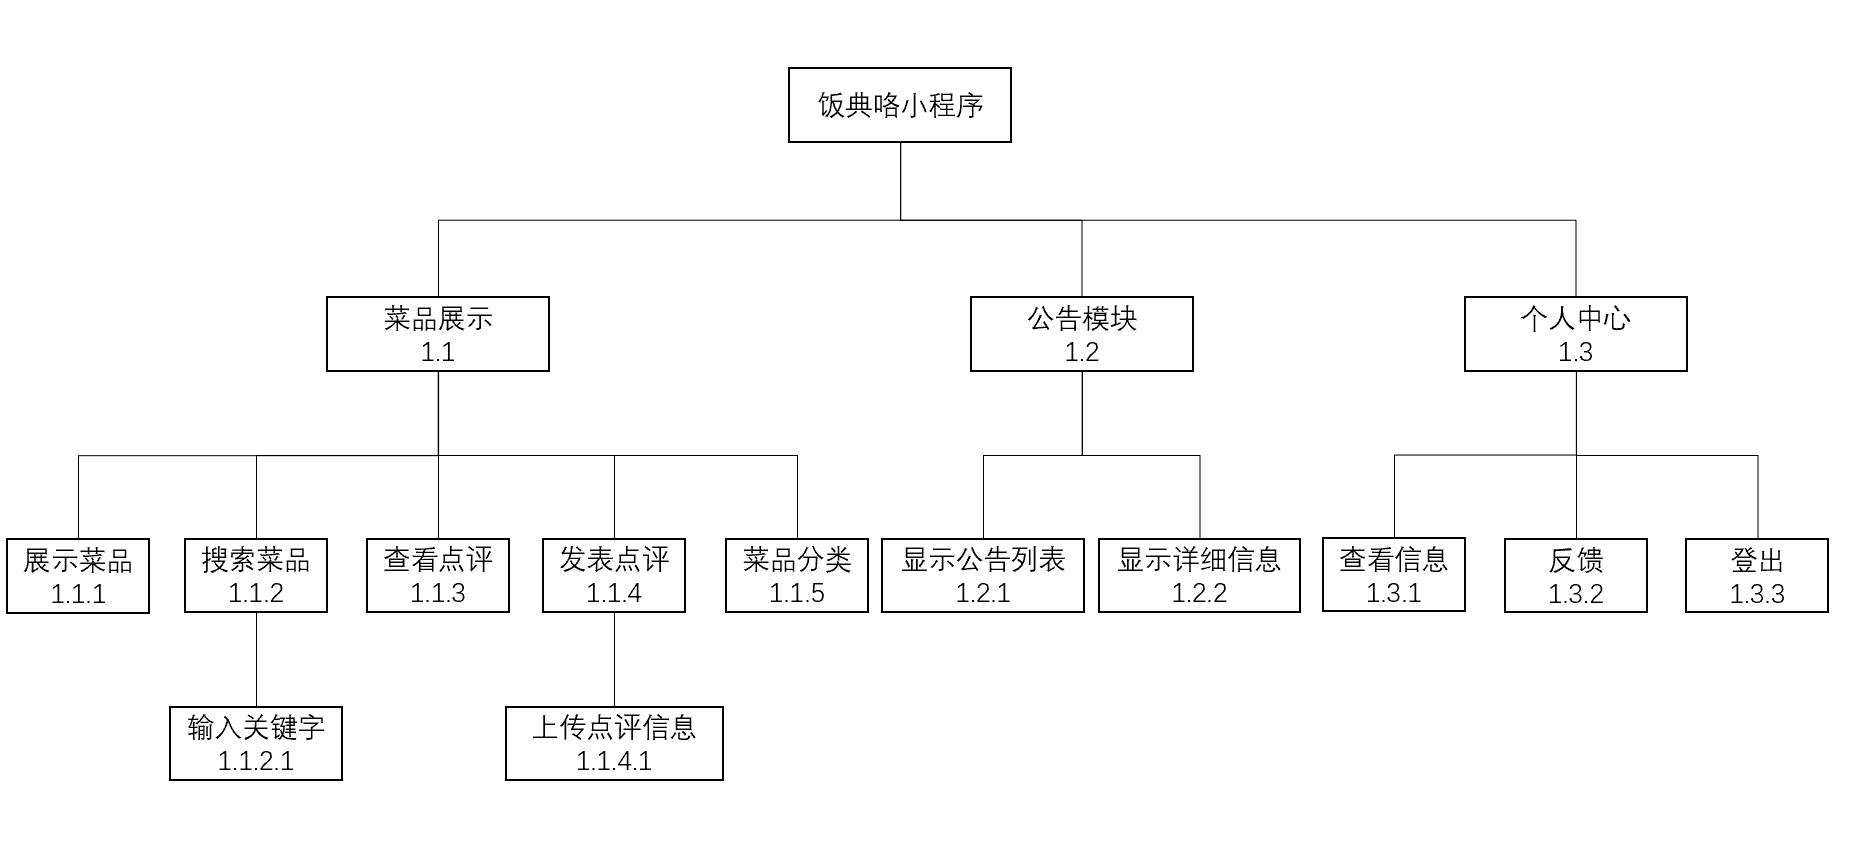 饭典咯小程序
菜品展示
1.1
公告模块
1.2
个人中心
1.3
展示菜品
1.1.1
搜索菜品
1.1.2
查看点评
1.1.3
发表点评
1.1.4
菜品分类
1.1.5
显示公告列表
1.2.1
显示详细信息
1.2.2
查看信息
1.3.1
反馈
1.3.2
登出
1.3.3
输入关键字
1.1.2.1
上传点评信息
1.1.4.1